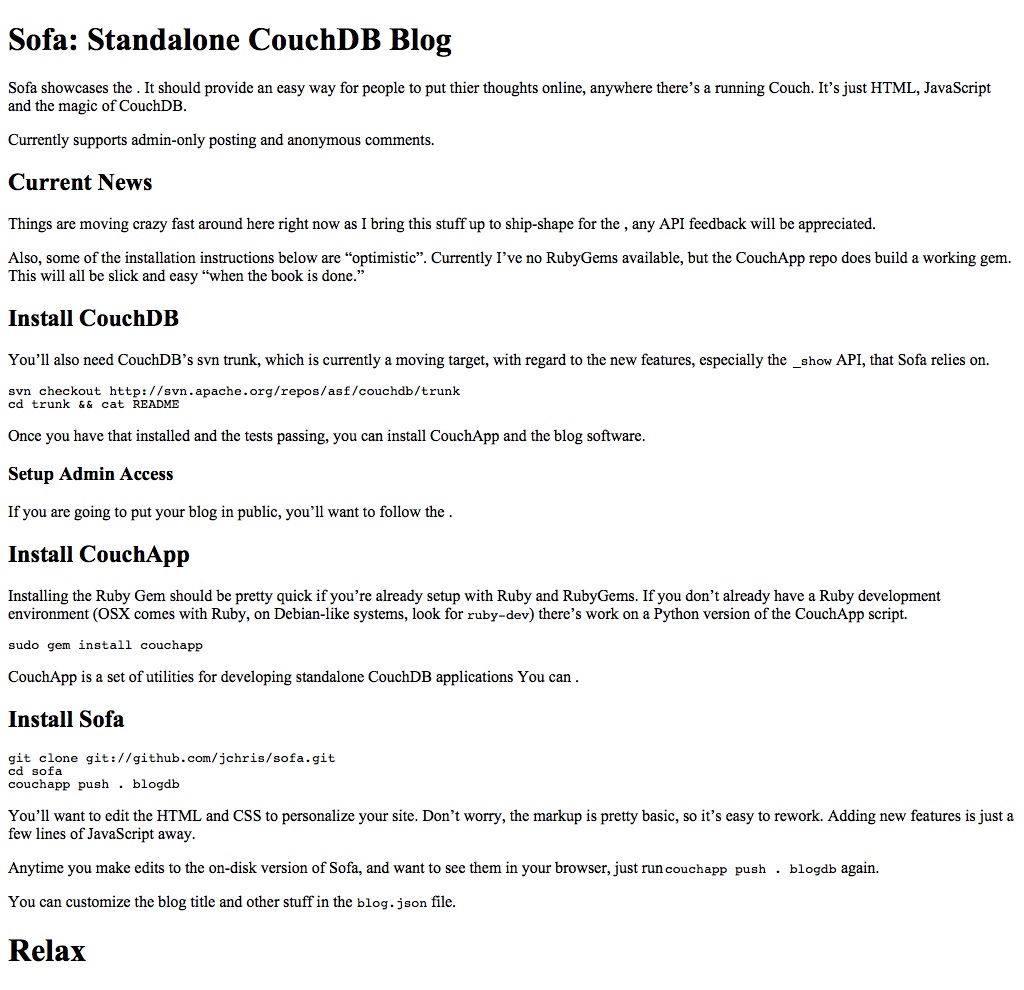 Sofa: Standalone CouchDB Blog
Sofa showcases the . It should provide an easy way for people to put thier thoughts online, anywhere there’s a running Couch. It’s just HTML, JavaScript
and the magic of CouchDB.
Currently supports admin-only posting and anonymous comments.
Current News
Things are moving crazy fast around here right now as I bring this stuff up to ship-shape for the , any API feedback will be appreciated.
Also, some of the installation instructions below are “optimistic”. Currently I’ve no RubyGems available, but the CouchApp repo does build a working gem.
This will all be slick and easy “when the book is done.”
Install CouchDB
You’ll also need CouchDB’s svn trunk, which is currently a moving target, with regard to the new features, especially the _show API, that Sofa relies on.
svn checkout http://svn.apache.org/repos/asf/couchdb/trunk
cd trunk && cat README
Once you have that installed and the tests passing, you can install CouchApp and the blog software.
Setup Admin Access
If you are going to put your blog in public, you’ll want to follow the .
Install CouchApp
Installing the Ruby Gem should be pretty quick if you’re already setup with Ruby and RubyGems. If you don’t already have a Ruby development
environment (OSX comes with Ruby, on Debian-like systems, look for ruby-dev) there’s work on a Python version of the CouchApp script.
sudo gem install couchapp
CouchApp is a set of utilities for developing standalone CouchDB applications You can .
Install Sofa
git clone git://github.com/jchris/sofa.git
cd sofa
couchapp push . blogdb
You’ll want to edit the HTML and CSS to personalize your site. Don’t worry, the markup is pretty basic, so it’s easy to rework. Adding new features is just a
few lines of JavaScript away.
Anytime you make edits to the on-disk version of Sofa, and want to see them in your browser, just run couchapp push . blogdb again.
You can customize the blog title and other stuff in the blog.json file.
Relax